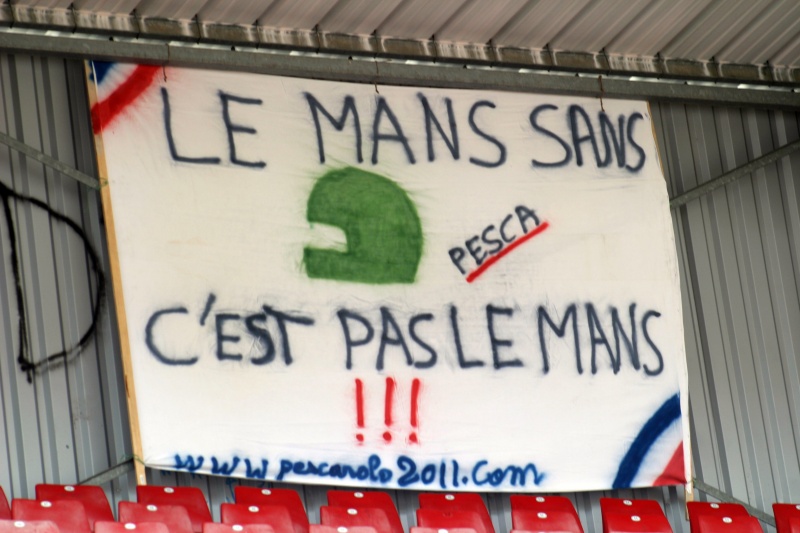 LE MANS SANS
PESCA
C'EST PAS LE MANS
!!!
www.pescarolo2011.com